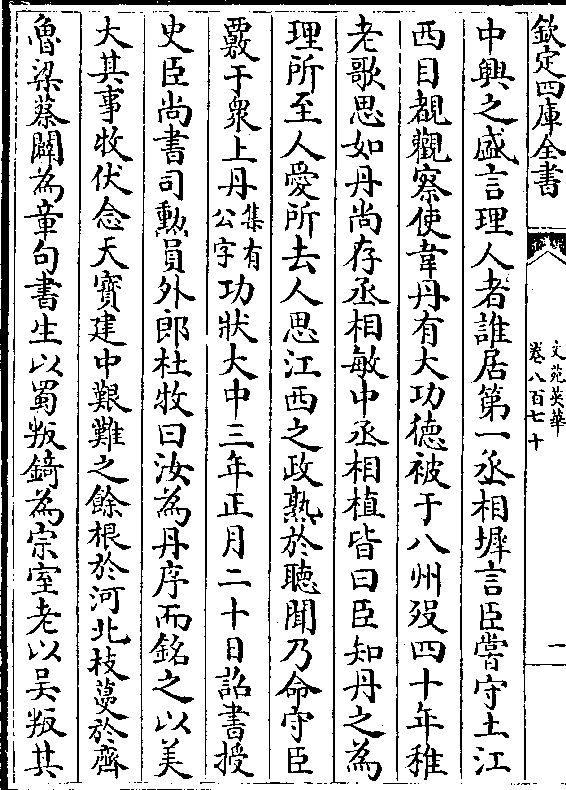 欽定四庫全書
文苑英華
卷八百七十
一
中興之盛言理人者誰居第一丞相墀言臣嘗守土江
西目覩觀察使韋丹有大功德被于八州歿四十年稚
老歌思如丹尚存丞相敏中丞相植皆曰臣知丹之為
理所至人愛所去人思江西之政熟於聽聞乃命守臣
覈于衆上丹集有公字功狀大中三年正月二十日詔書授
史臣尚書司勲員外郎杜牧曰汝為丹序而銘之以美
大其事牧伏念天寶建中艱難之餘根於河北枝蔓於齊
魯梁蔡闢為章句書生以蜀叛錡為宗室老以吴叛其